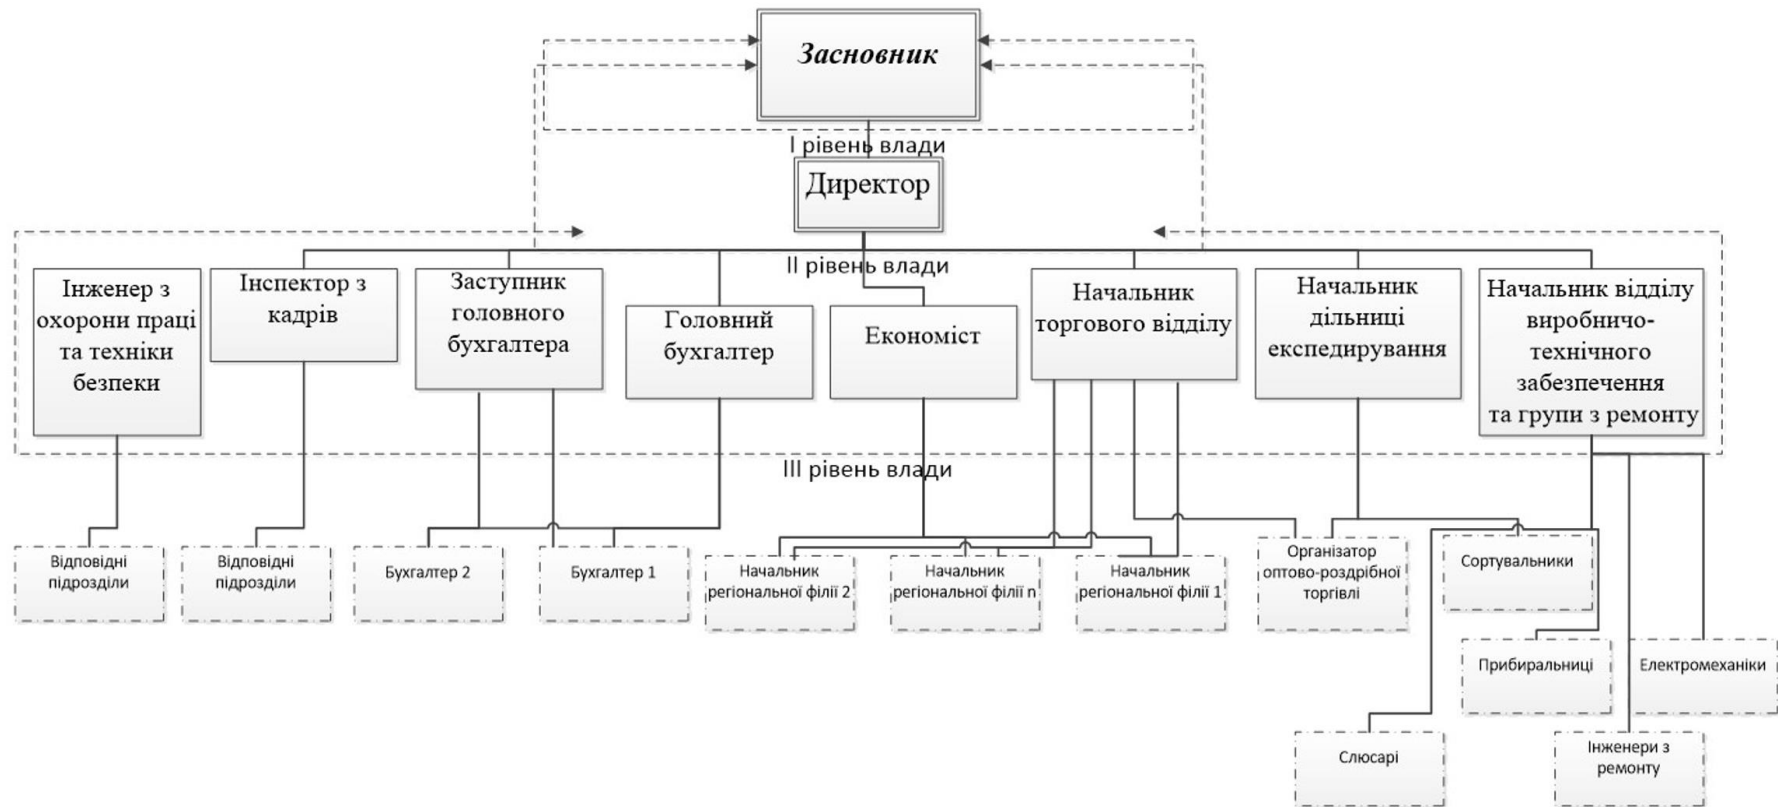 Засновник
І рівень влади
Директор
ІІ рівень влади
Інженер з
охорони праці
та техніки
безпеки
Інспектор з
кадрів
Заступник
головного
бухгалтера
Головний
бухгалтер
Економіст
Начальник
торгового відділу
Начальник
дільниці
експедирування
Начальник відділу
виробничо-
технічного
забезпечення
та групи з ремонту
ІІІ рівень влади
Відповідні
підрозділи
Відповідні
підрозділи
Бухгалтер 2
Бухгалтер 1
Начальник
регіональної філії 2
Начальник
регіональної філії n
Начальник
регіональної філії 1
Організатор
оптово-роздрібної
торгівлі
Сортувальники
Прибиральниці
Електромеханіки
Слюсарі
Інженери з
ремонту